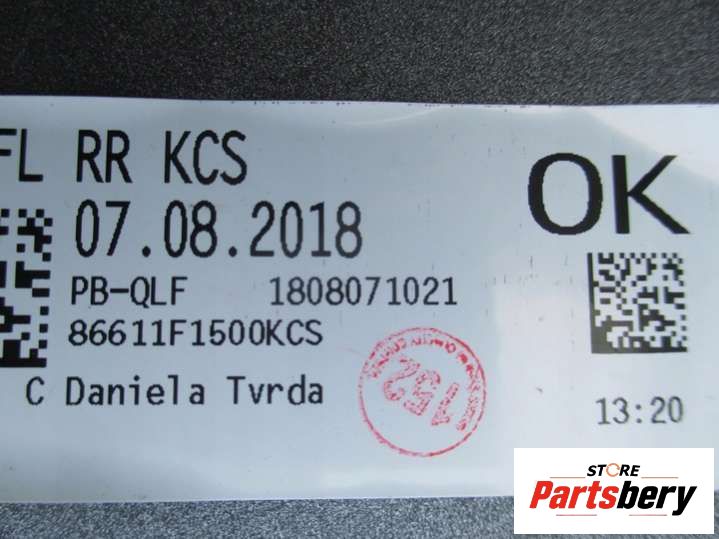 FL RR KCS
OK
07.08.2018
PB-QLF 1808071021
86611F1500KCS
C Daniela Tvrda
152
13:20
STORE
Partsbery